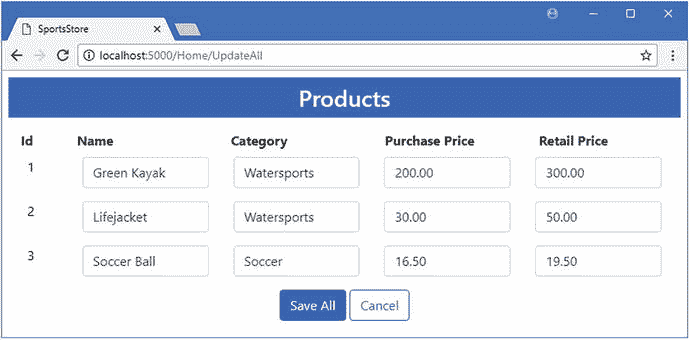 SportsStore
localhost:5000/Home/UpdateAll
Products
Id Name Category Purchase Price Retail Price
1 Green Kayak Watersports 200.00 300.00
2 Lifejacket Watersports 30.00 50.00
3 Soccer Ball Soccer 16.50 19.50
Save All Cancel